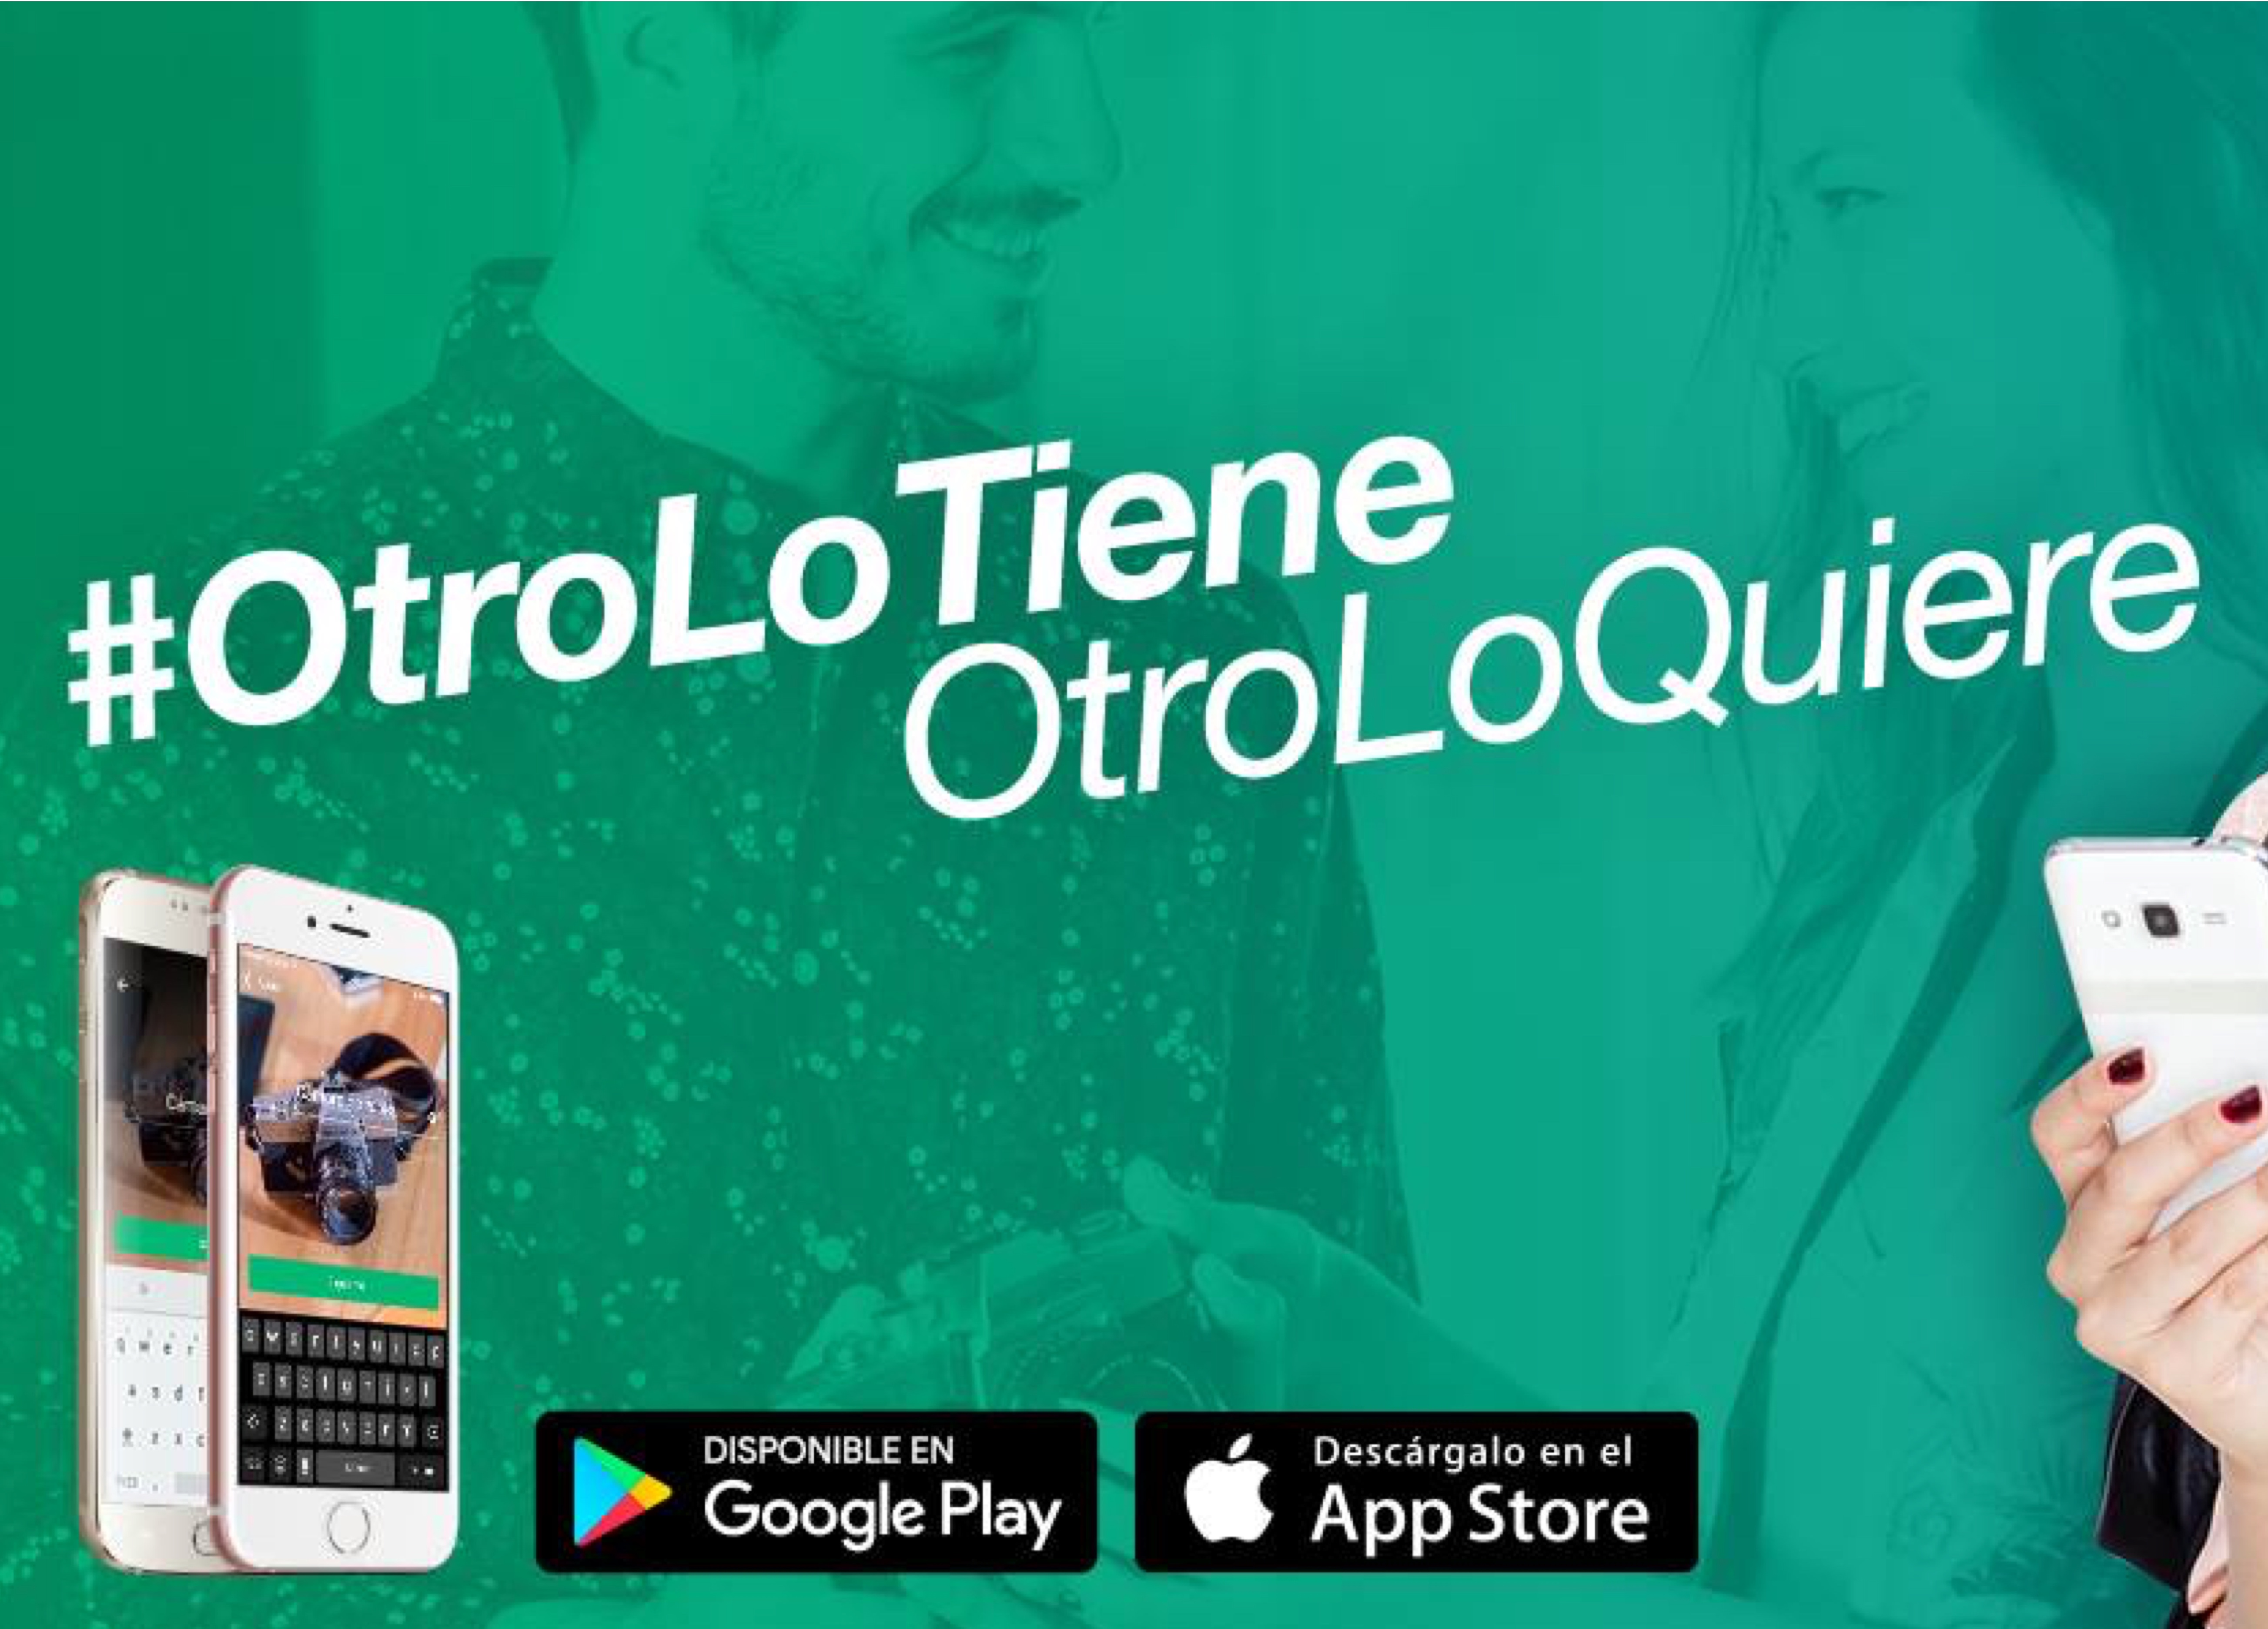 #OtroLoTiene
OtroLoQuiere
DISPONIBLE EN
Google Play
Descárgalo en el
App Store